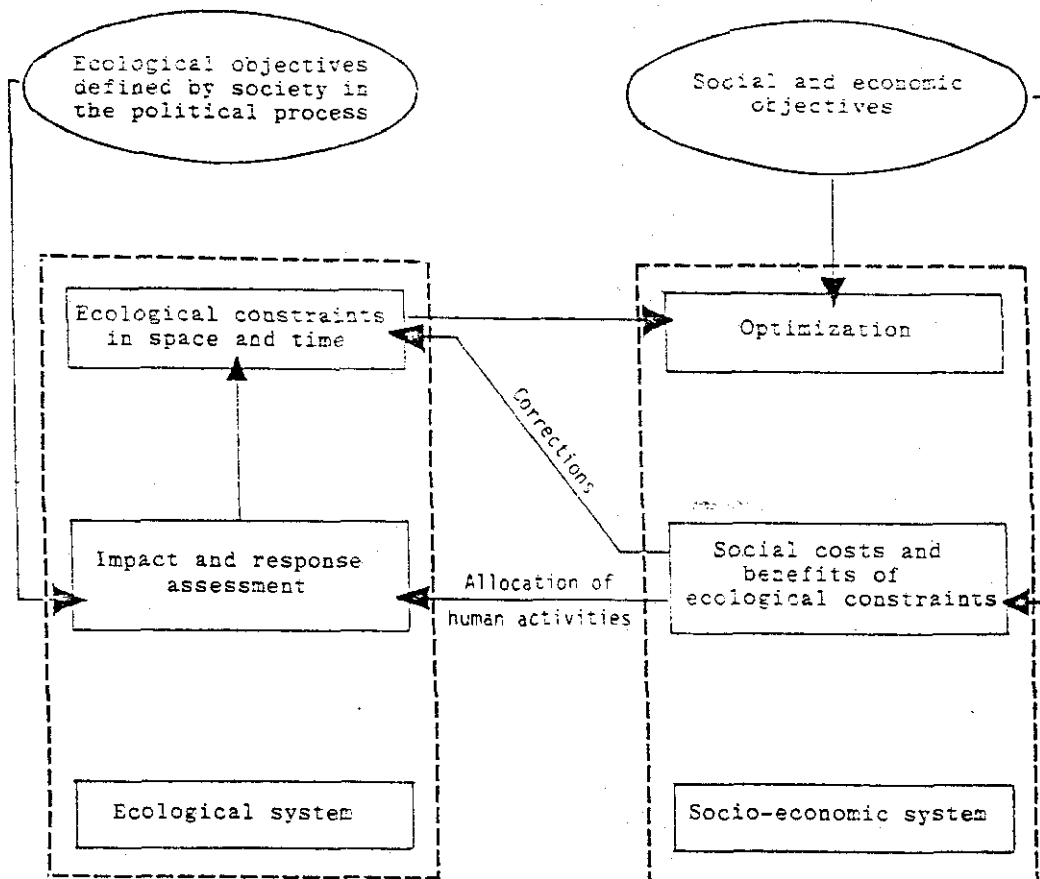 Ecological objectives
defined by society in
the political process
Social and economic
objectives
Ecological constraints
in space and time
Optimization
Corrections
Impact and response
assessment
Social costs and
benefits of
ecological constraints
Allocation of
human activities
Ecological system
Socio-economic system